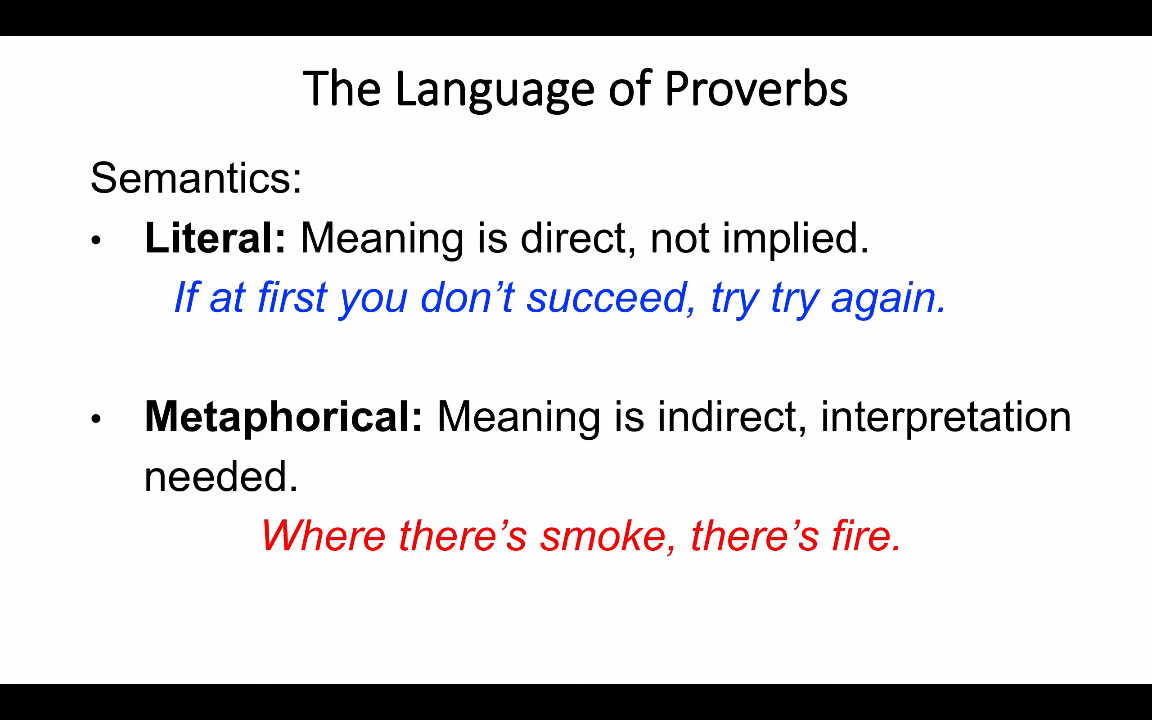 The Language of Proverbs
Semantics:
• Literal: Meaning is direct, not implied.
If at first you don’t succeed, try try again.
• Metaphorical: Meaning is indirect, interpretation
needed.
Where there’s smoke, there’s fire.